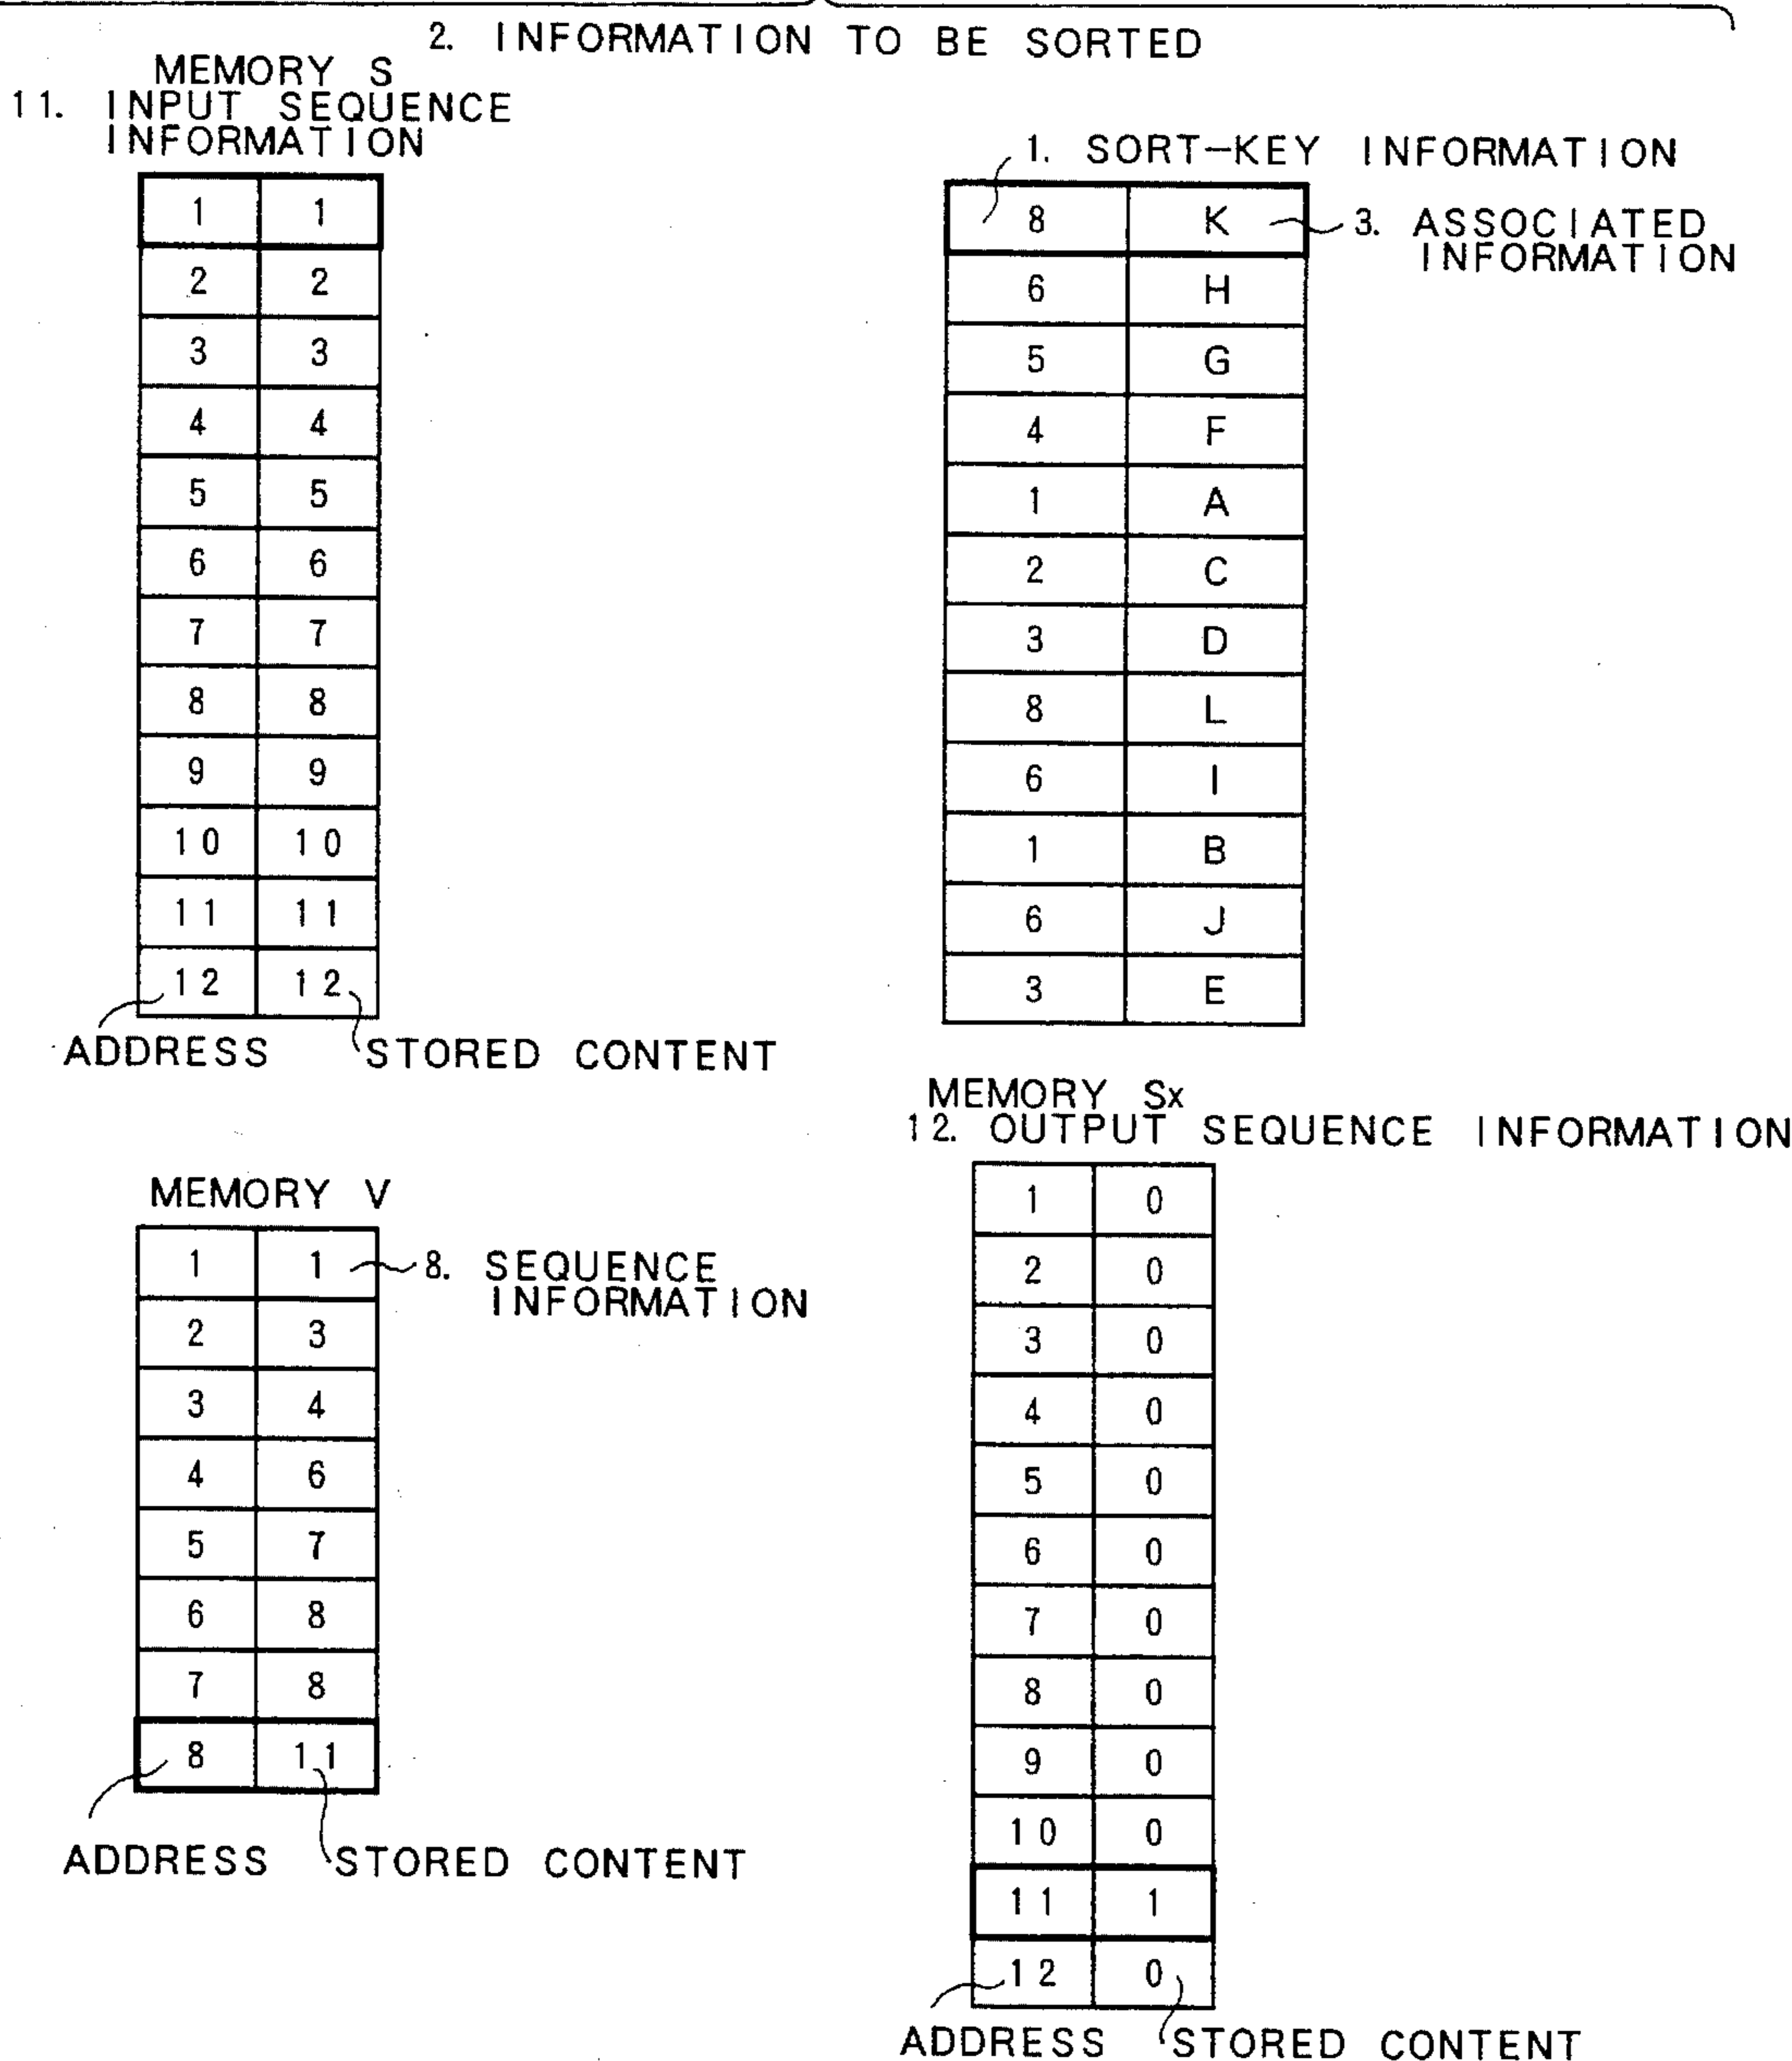 2. INFORMATION TO BE SORTED
MEMORY S
11. INPUT SEQUENCE
INFORMATION
1 1
2 2
3 3
4 4
5 5
6 6
7 7
8 8
9 9
10 10
11 11
12 12
ADDRESS STORED CONTENT
1. SORT-KEY INFORMATION
8 K 3. ASSOCIATED
INFORMATION
6 H
5 G
4 F
1 A
2 C
3 D
8 L
6 I
1 B
6 J
3 E
MEMORY V
1 1 8. SEQUENCE
INFORMATION
2 3
3 4
4 6
5 7
6 8
7 8
8 11
ADDRESS STORED CONTENT
MEMORY Sx
12. OUTPUT SEQUENCE INFORMATION
1 0
2 0
3 0
4 0
5 0
6 0
7 0
8 0
9 0
10 0
11 1
12 0
ADDRESS STORED CONTENT